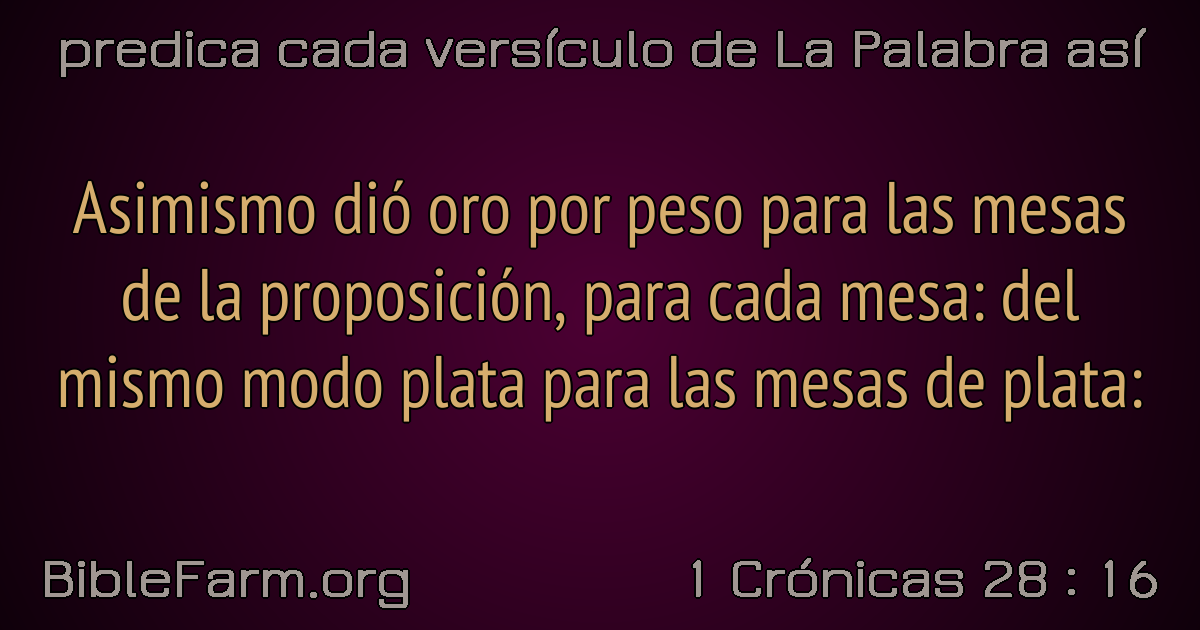 predica cada versículo de La Palabra así
Asimismo dió oro por peso para las mesas
de la proposición, para cada mesa: del
mismo modo plata para las mesas de plata:
BibleFarm.org
1 Crónicas 28 : 16